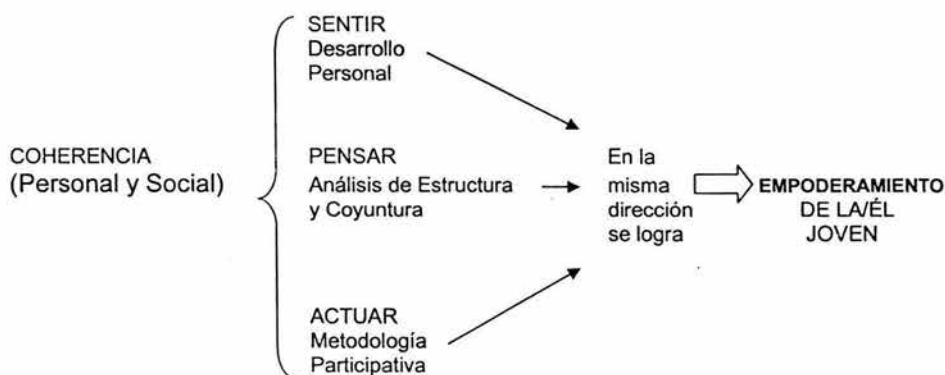 COHERENCIA
(Personal y Social)
SENTIR
Desarrollo
Personal
PENSAR
Análisis de Estructura
y Coyuntura
ACTUAR
Metodología
Participativa
En la
misma
dirección
se logra
EMPODERAMIENTO
DE LA/ÉL
JOVEN